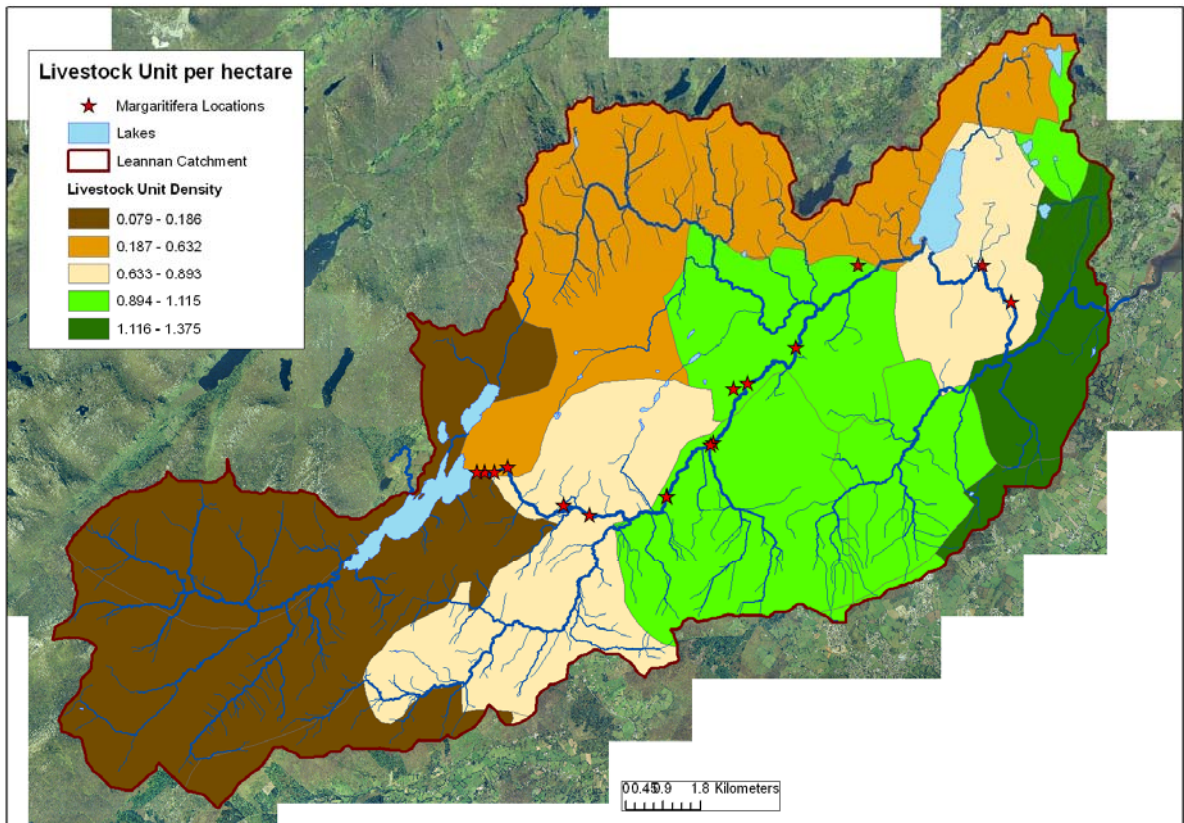 Livestock Unit per hectare
Margaritifera Locations
Lakes
Leannan Catchment
Livestock Unit Density
0.079 - 0.186
0.187 - 0.632
0.633 - 0.893
0.894 - 1.115
1.116 - 1.375
00.450.9 1.8 Kilometers